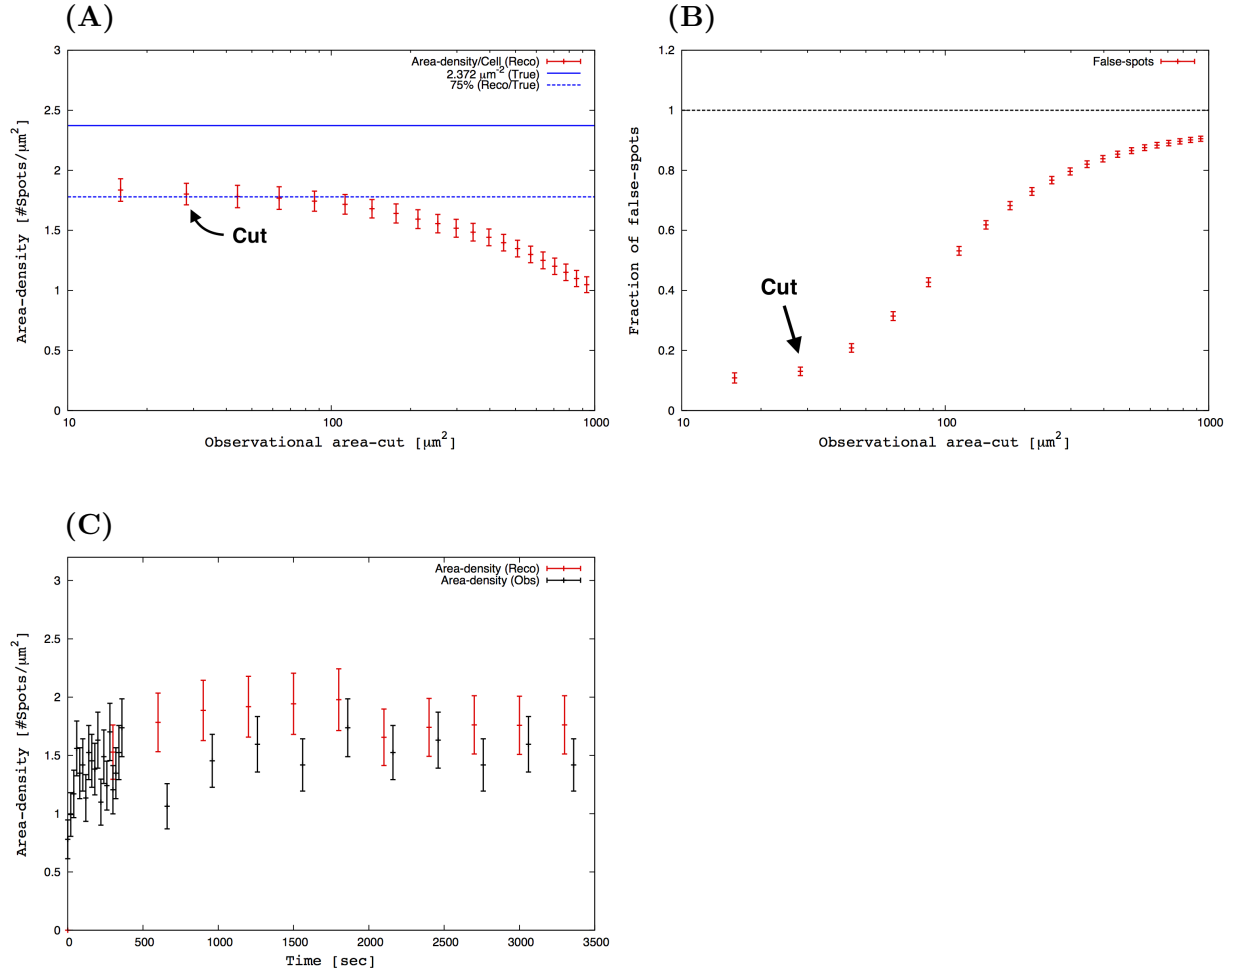 (A)
3
2.5
2
1.5
1
0.5
0
10
100
1000
Area-density [#Spots/μm²]
Observational area-cut [μm²]
Area-density/Cell (Reco)
2.372 μm⁻² (True)
75% (Reco/True)
Cut
(B)
1.2
1
0.8
0.6
0.4
0.2
0
10
100
1000
Fraction of false-spots
Observational area-cut [μm²]
False-spots
Cut
(C)
3
2.5
2
1.5
1
0.5
0
0
500
1000
1500
2000
2500
3000
3500
Area-density [#Spots/μm²]
Time [sec]
Area-density (Reco)
Area-density (Obs)